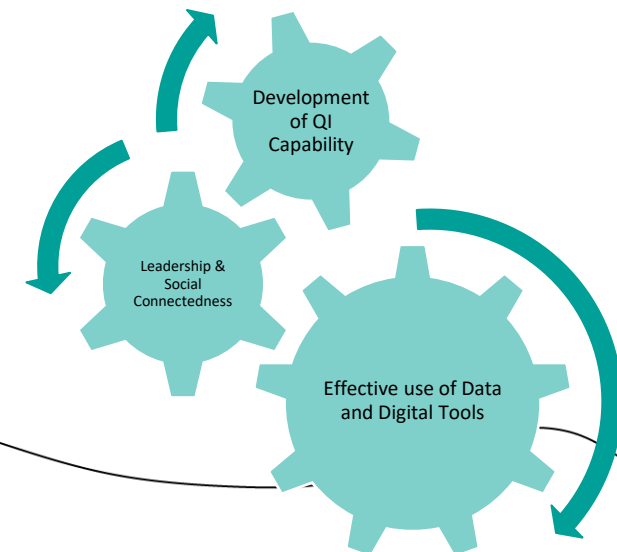 Development
of QI
Capability
Leadership &
Social
Connectedness
Effective use of Data
and Digital Tools